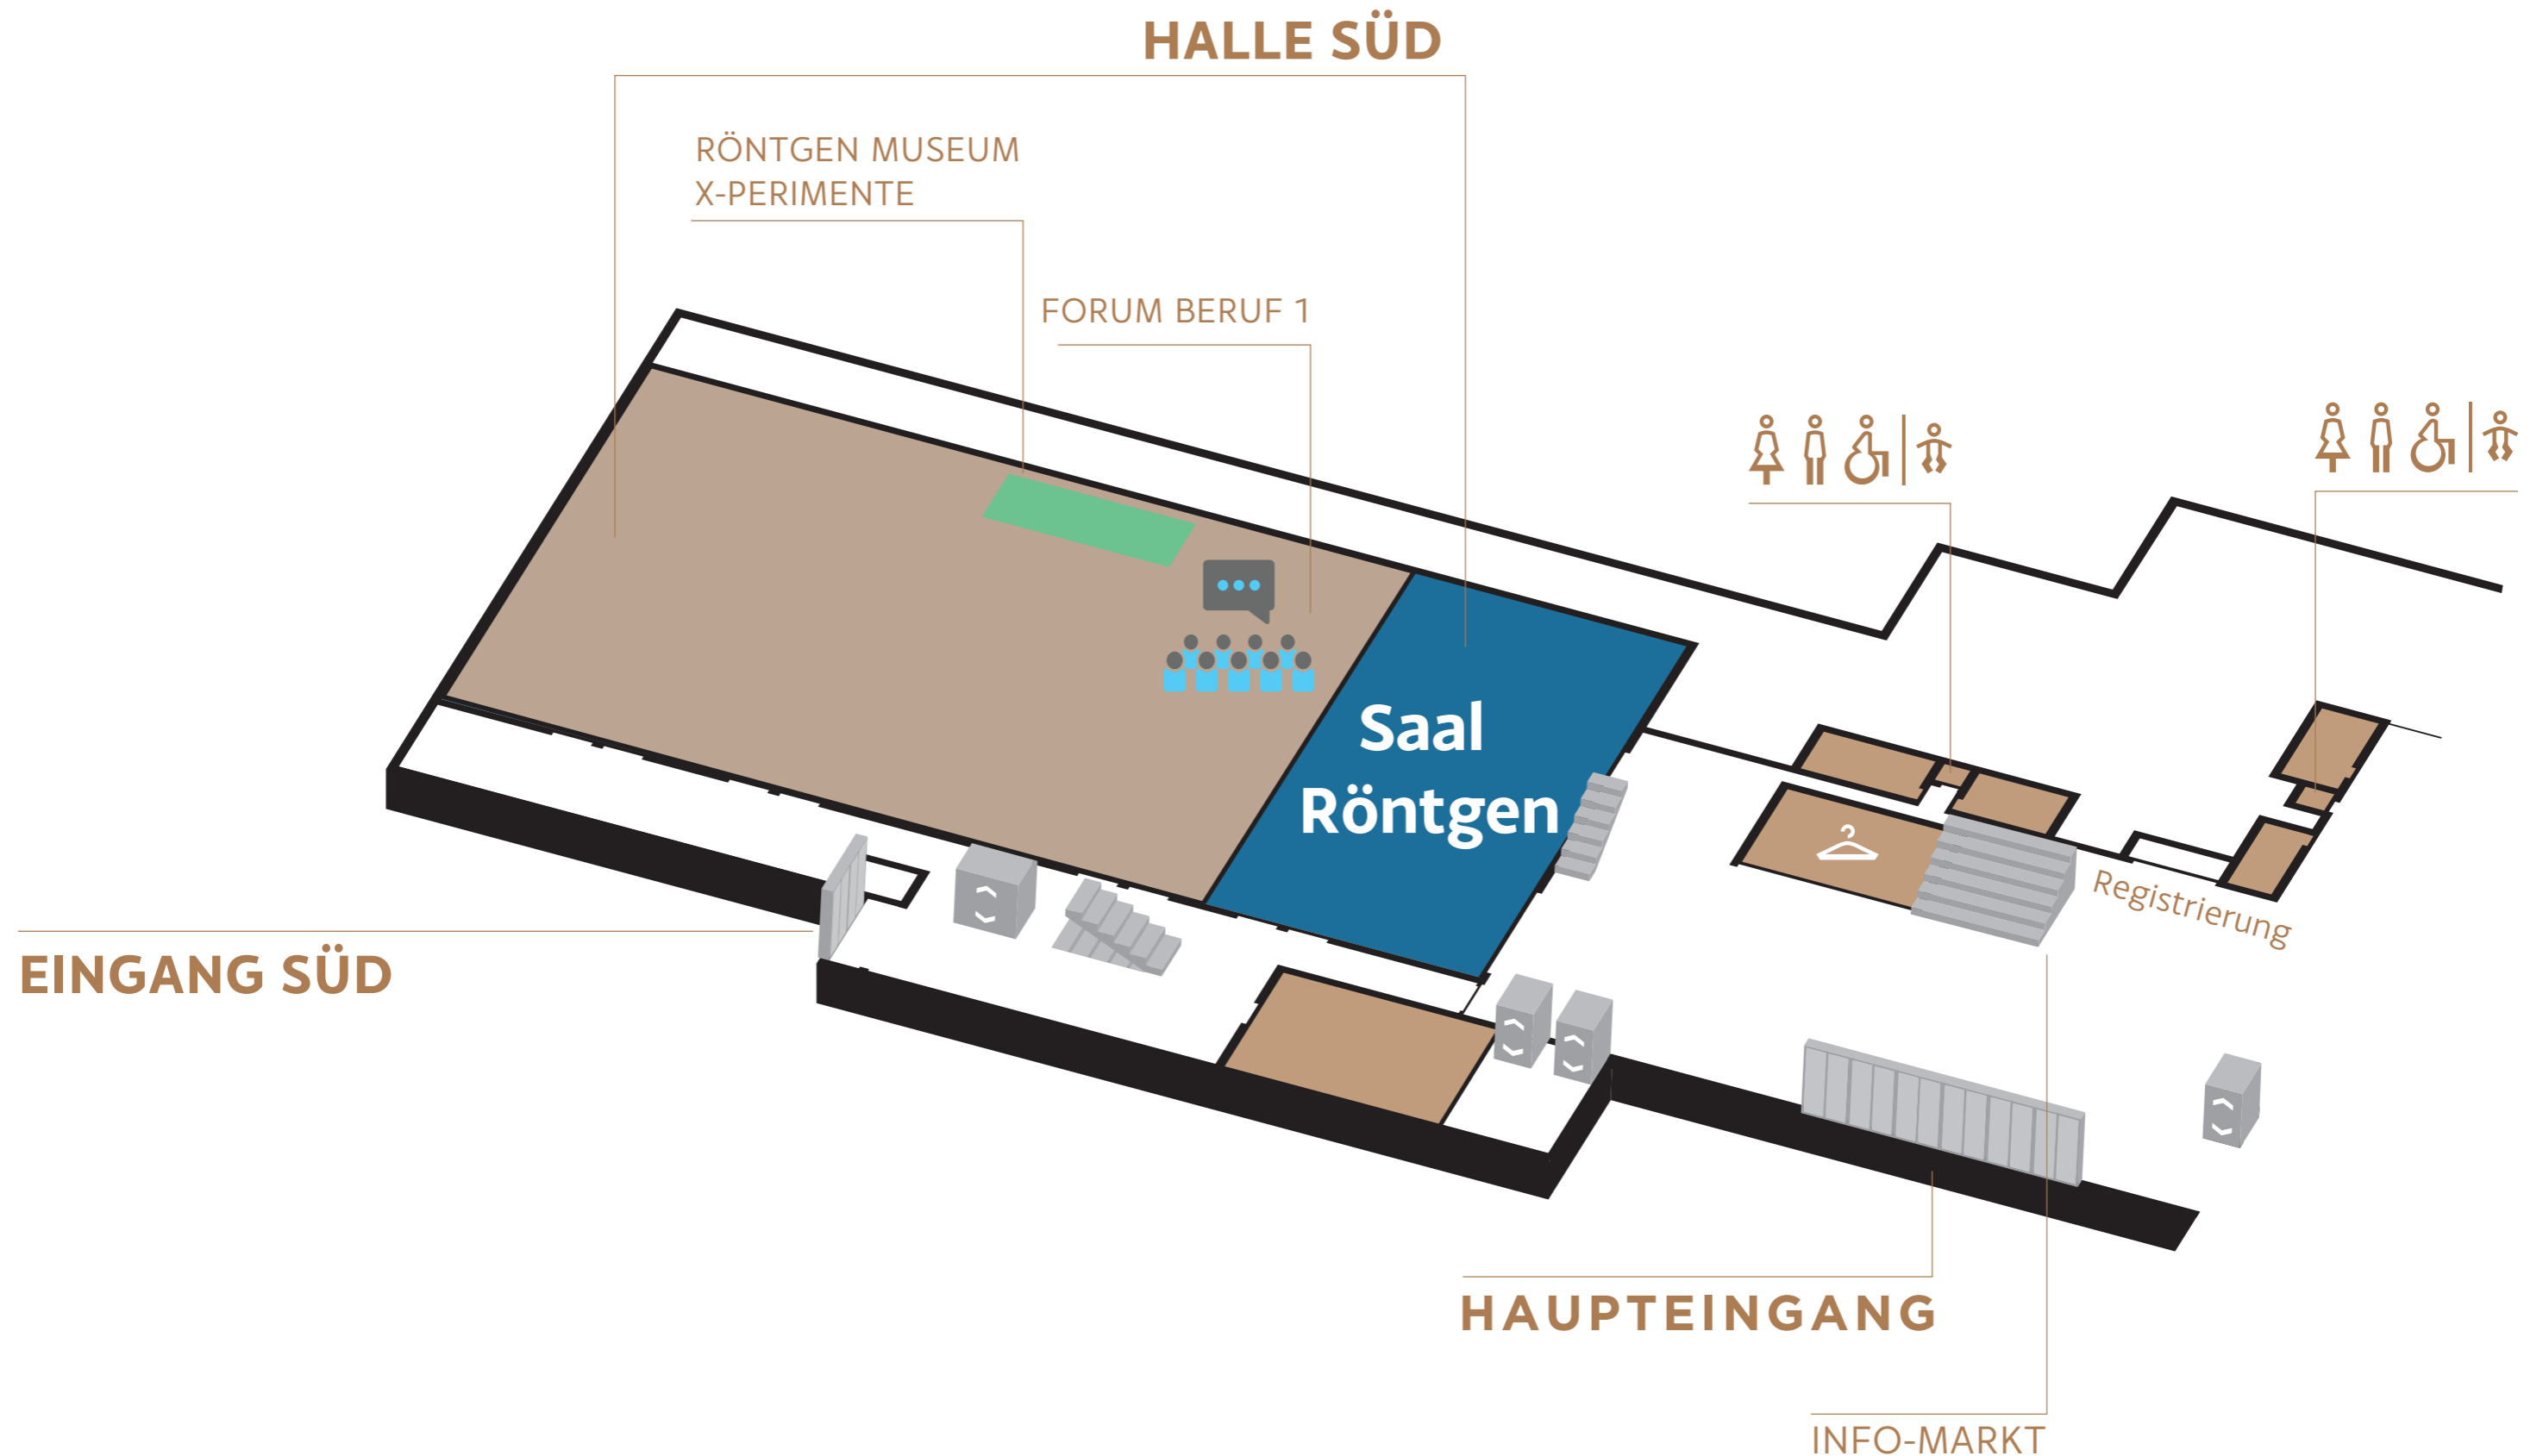 HALLE SÜD
RÖNTGEN MUSEUM
X-PERIMENTE
FORUM BERUF 1
Saal
Röntgen
Registrierung
EINGANG SÜD
HAUPTEINGANG
INFO-MARKT